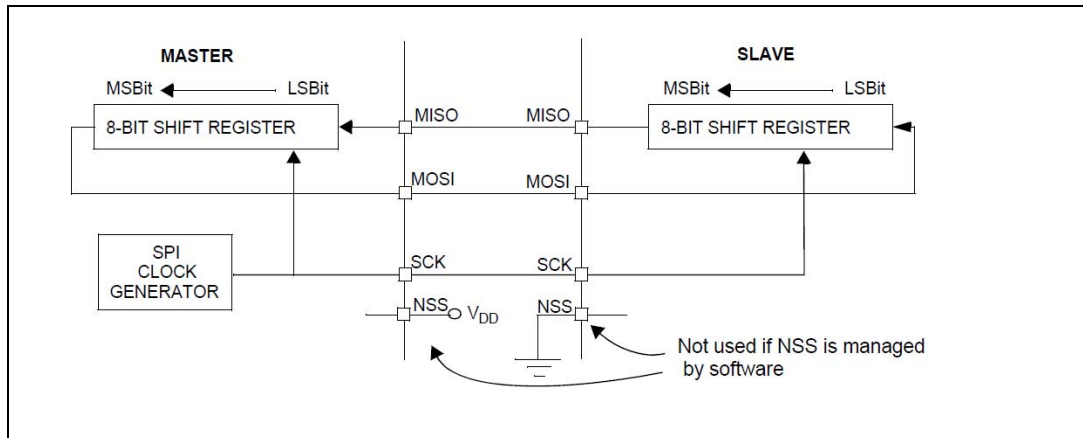 MASTER
SLAVE
MSBit LSBit
MSBit LSBit
8-BIT SHIFT REGISTER
MISO
MISO
8-BIT SHIFT REGISTER
MOSI
MOSI
SPI
CLOCK
GENERATOR
SCK
SCK
NSS
VDD
NSS
Not used if NSS is managed
by software